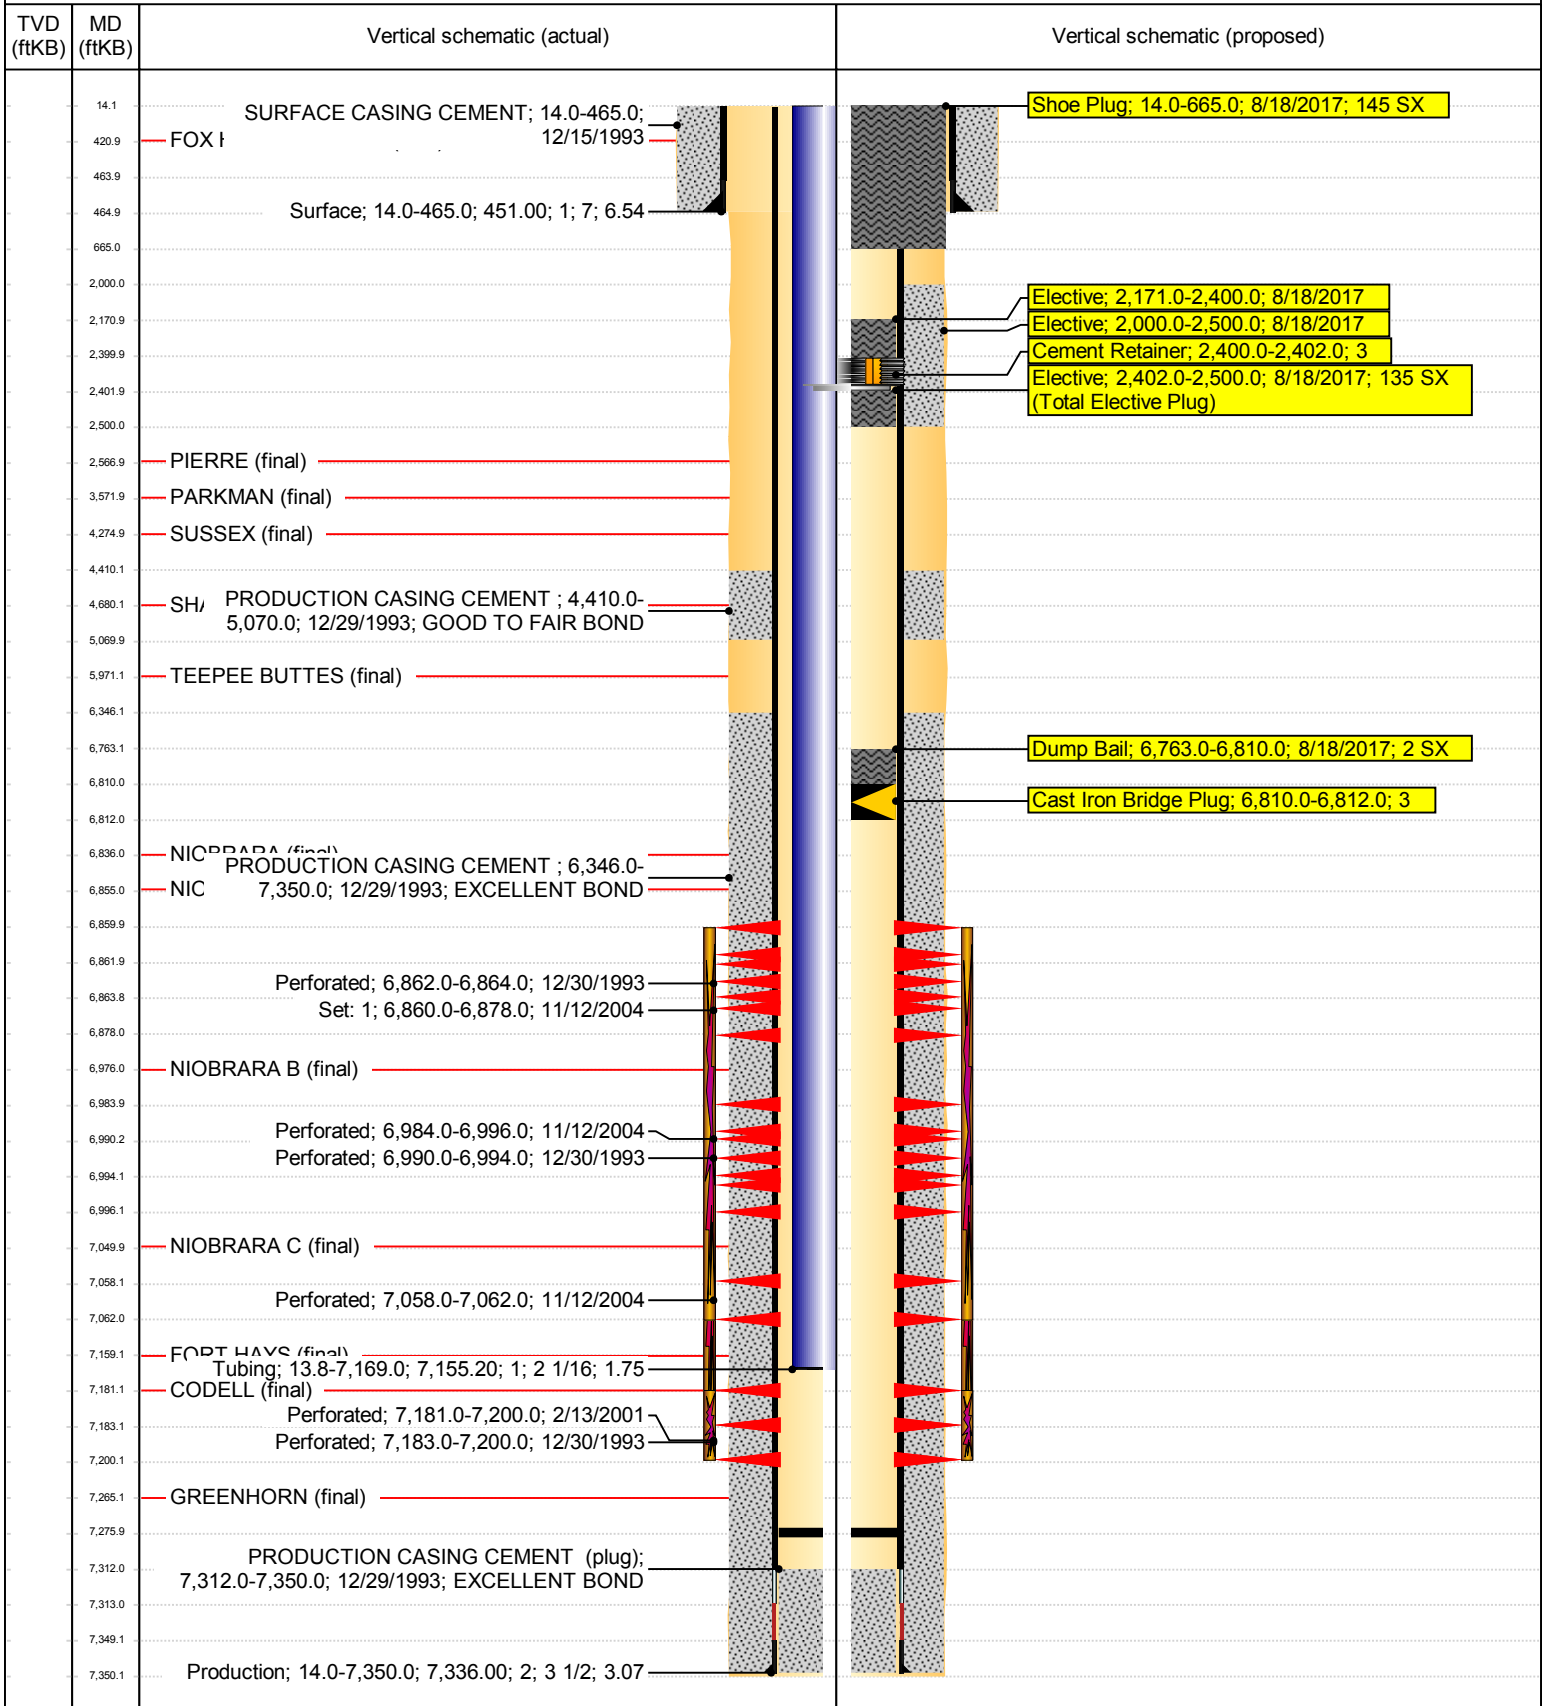 TVD (ftKB)
MD (ftKB)
Vertical schematic (actual)
Vertical schematic (proposed)
14.1
420.9
463.9
464.9
665.0
2,000.0
2,170.9
2,399.9
2,401.9
2,500.0
2,566.9
3,571.9
4,274.9
4,410.1
4,680.1
5,069.9
5,971.1
6,346.1
6,763.1
6,810.0
6,812.0
6,836.0
6,855.0
6,859.9
6,861.9
6,863.8
6,878.0
6,976.0
6,983.9
6,990.2
6,994.1
6,996.1
7,049.9
7,058.1
7,062.0
7,159.1
7,181.1
7,183.1
7,200.1
7,265.1
7,275.9
7,312.0
7,313.0
7,349.1
7,350.1
SURFACE CASING CEMENT; 14.0-465.0;
12/15/1993
FOX
Surface; 14.0-465.0; 451.00; 1; 7; 6.54
PIERRE (final)
PARKMAN (final)
SUSSEX (final)
PRODUCTION CASING CEMENT ; 4,410.0-
5,070.0; 12/29/1993; GOOD TO FAIR BOND
TEEPEE BUTTES (final)
NIOBRARA (final)
PRODUCTION CASING CEMENT ; 6,346.0-
7,350.0; 12/29/1993; EXCELLENT BOND
Perforated; 6,862.0-6,864.0; 12/30/1993
Set: 1; 6,860.0-6,878.0; 11/12/2004
NIOBRARA B (final)
Perforated; 6,984.0-6,996.0; 11/12/2004
Perforated; 6,990.0-6,994.0; 12/30/1993
NIOBRARA C (final)
Perforated; 7,058.0-7,062.0; 11/12/2004
FORT HAYS (final)
Tubing; 13.8-7,169.0; 7,155.20; 1; 2 1/16; 1.75
CODELL (final)
Perforated; 7,181.0-7,200.0; 2/13/2001
Perforated; 7,183.0-7,200.0; 12/30/1993
GREENHORN (final)
PRODUCTION CASING CEMENT (plug);
7,312.0-7,350.0; 12/29/1993; EXCELLENT BOND
Production; 14.0-7,350.0; 7,336.00; 2; 3 1/2; 3.07
Shoe Plug; 14.0-665.0; 8/18/2017; 145 SX
Elective; 2,171.0-2,400.0; 8/18/2017
Elective; 2,000.0-2,500.0; 8/18/2017
Cement Retainer; 2,400.0-2,402.0; 3
Elective; 2,402.0-2,500.0; 8/18/2017; 135 SX
(Total Elective Plug)
Dump Bail; 6,763.0-6,810.0; 8/18/2017; 2 SX
Cast Iron Bridge Plug; 6,810.0-6,812.0; 3